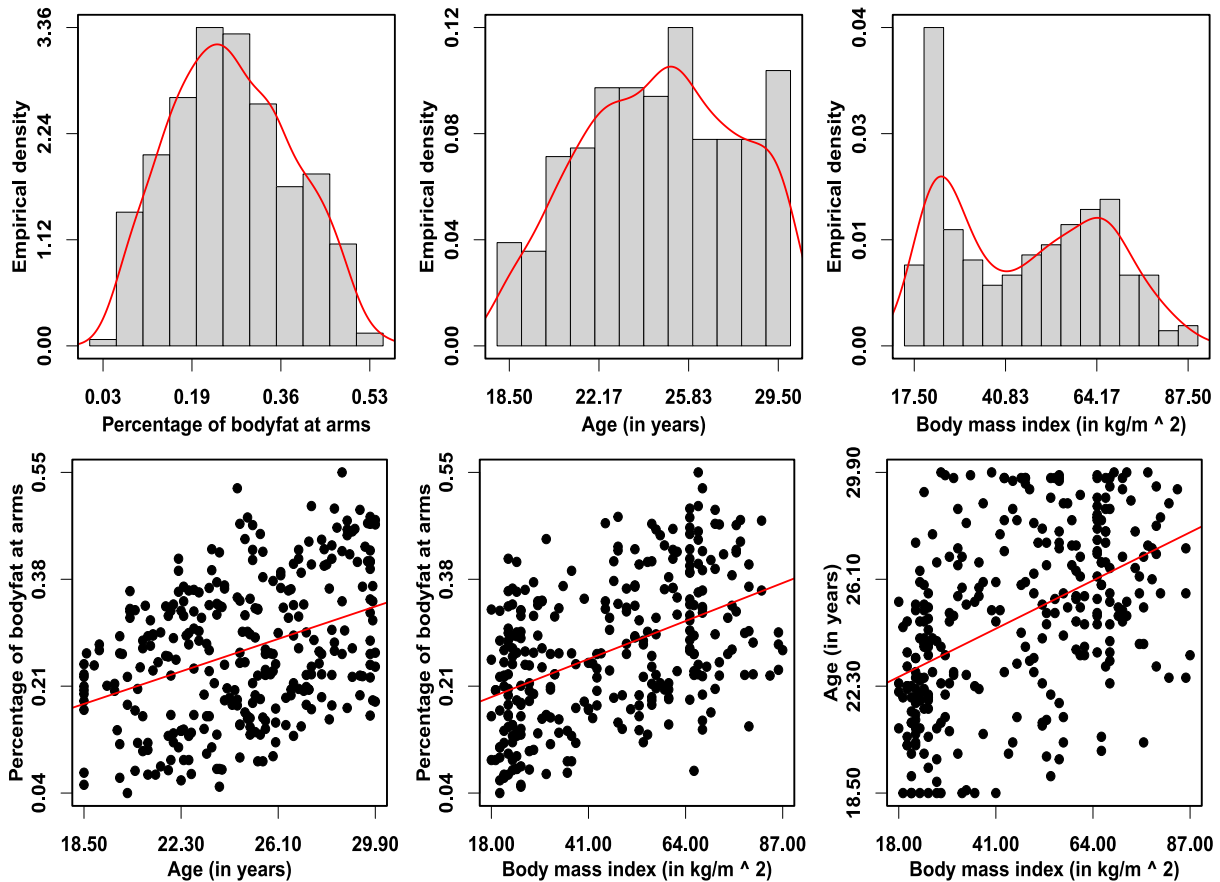 Empirical density
0.00 1.12 2.24 3.36
0.03 0.19 0.36 0.53
Percentage of bodyfat at arms
Empirical density
0.00 0.04 0.08 0.12
18.50 22.17 25.83 29.50
Age (in years)
Empirical density
0.00 0.01 0.03 0.04
17.50 40.83 64.17 87.50
Body mass index (in kg/m ^ 2)
Percentage of bodyfat at arms
0.04 0.21 0.38 0.55
18.50 22.30 26.10 29.90
Age (in years)
Percentage of bodyfat at arms
0.04 0.21 0.38 0.55
18.00 41.00 64.00 87.00
Body mass index (in kg/m ^ 2)
Age (in years)
18.50 22.30 26.10 29.90
18.00 41.00 64.00 87.00
Body mass index (in kg/m ^ 2)